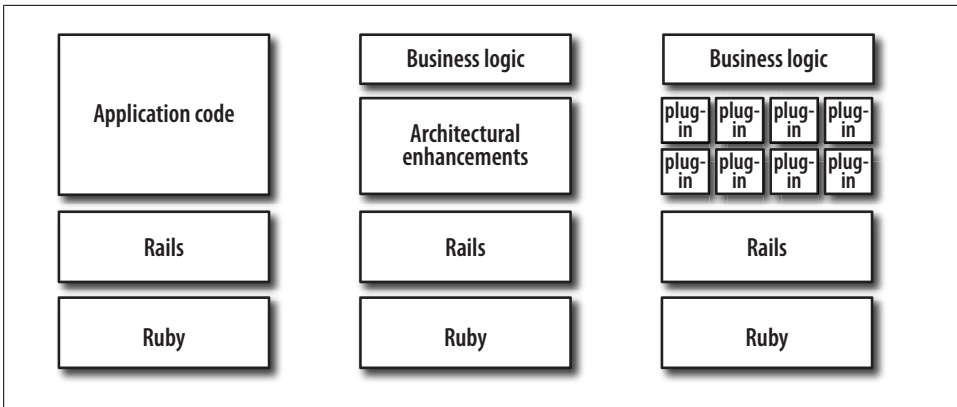 Application code
Rails
Ruby
Business logic
Architectural
enhancements
Rails
Ruby
Business logic
plug-
in
plug-
in
plug-
in
plug-
in
plug-
in
plug-
in
plug-
in
plug-
in
Rails
Ruby